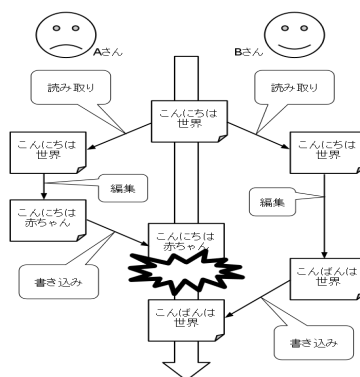 Aさん
Bさん
読み取り
読み取り
こんにちは
世界
こんにちは
世界
こんにちは
世界
編集
編集
こんにちは
赤ちゃん
こんにちは
赤ちゃん
書き込み
こんばんは
世界
こんばんは
世界
書き込み